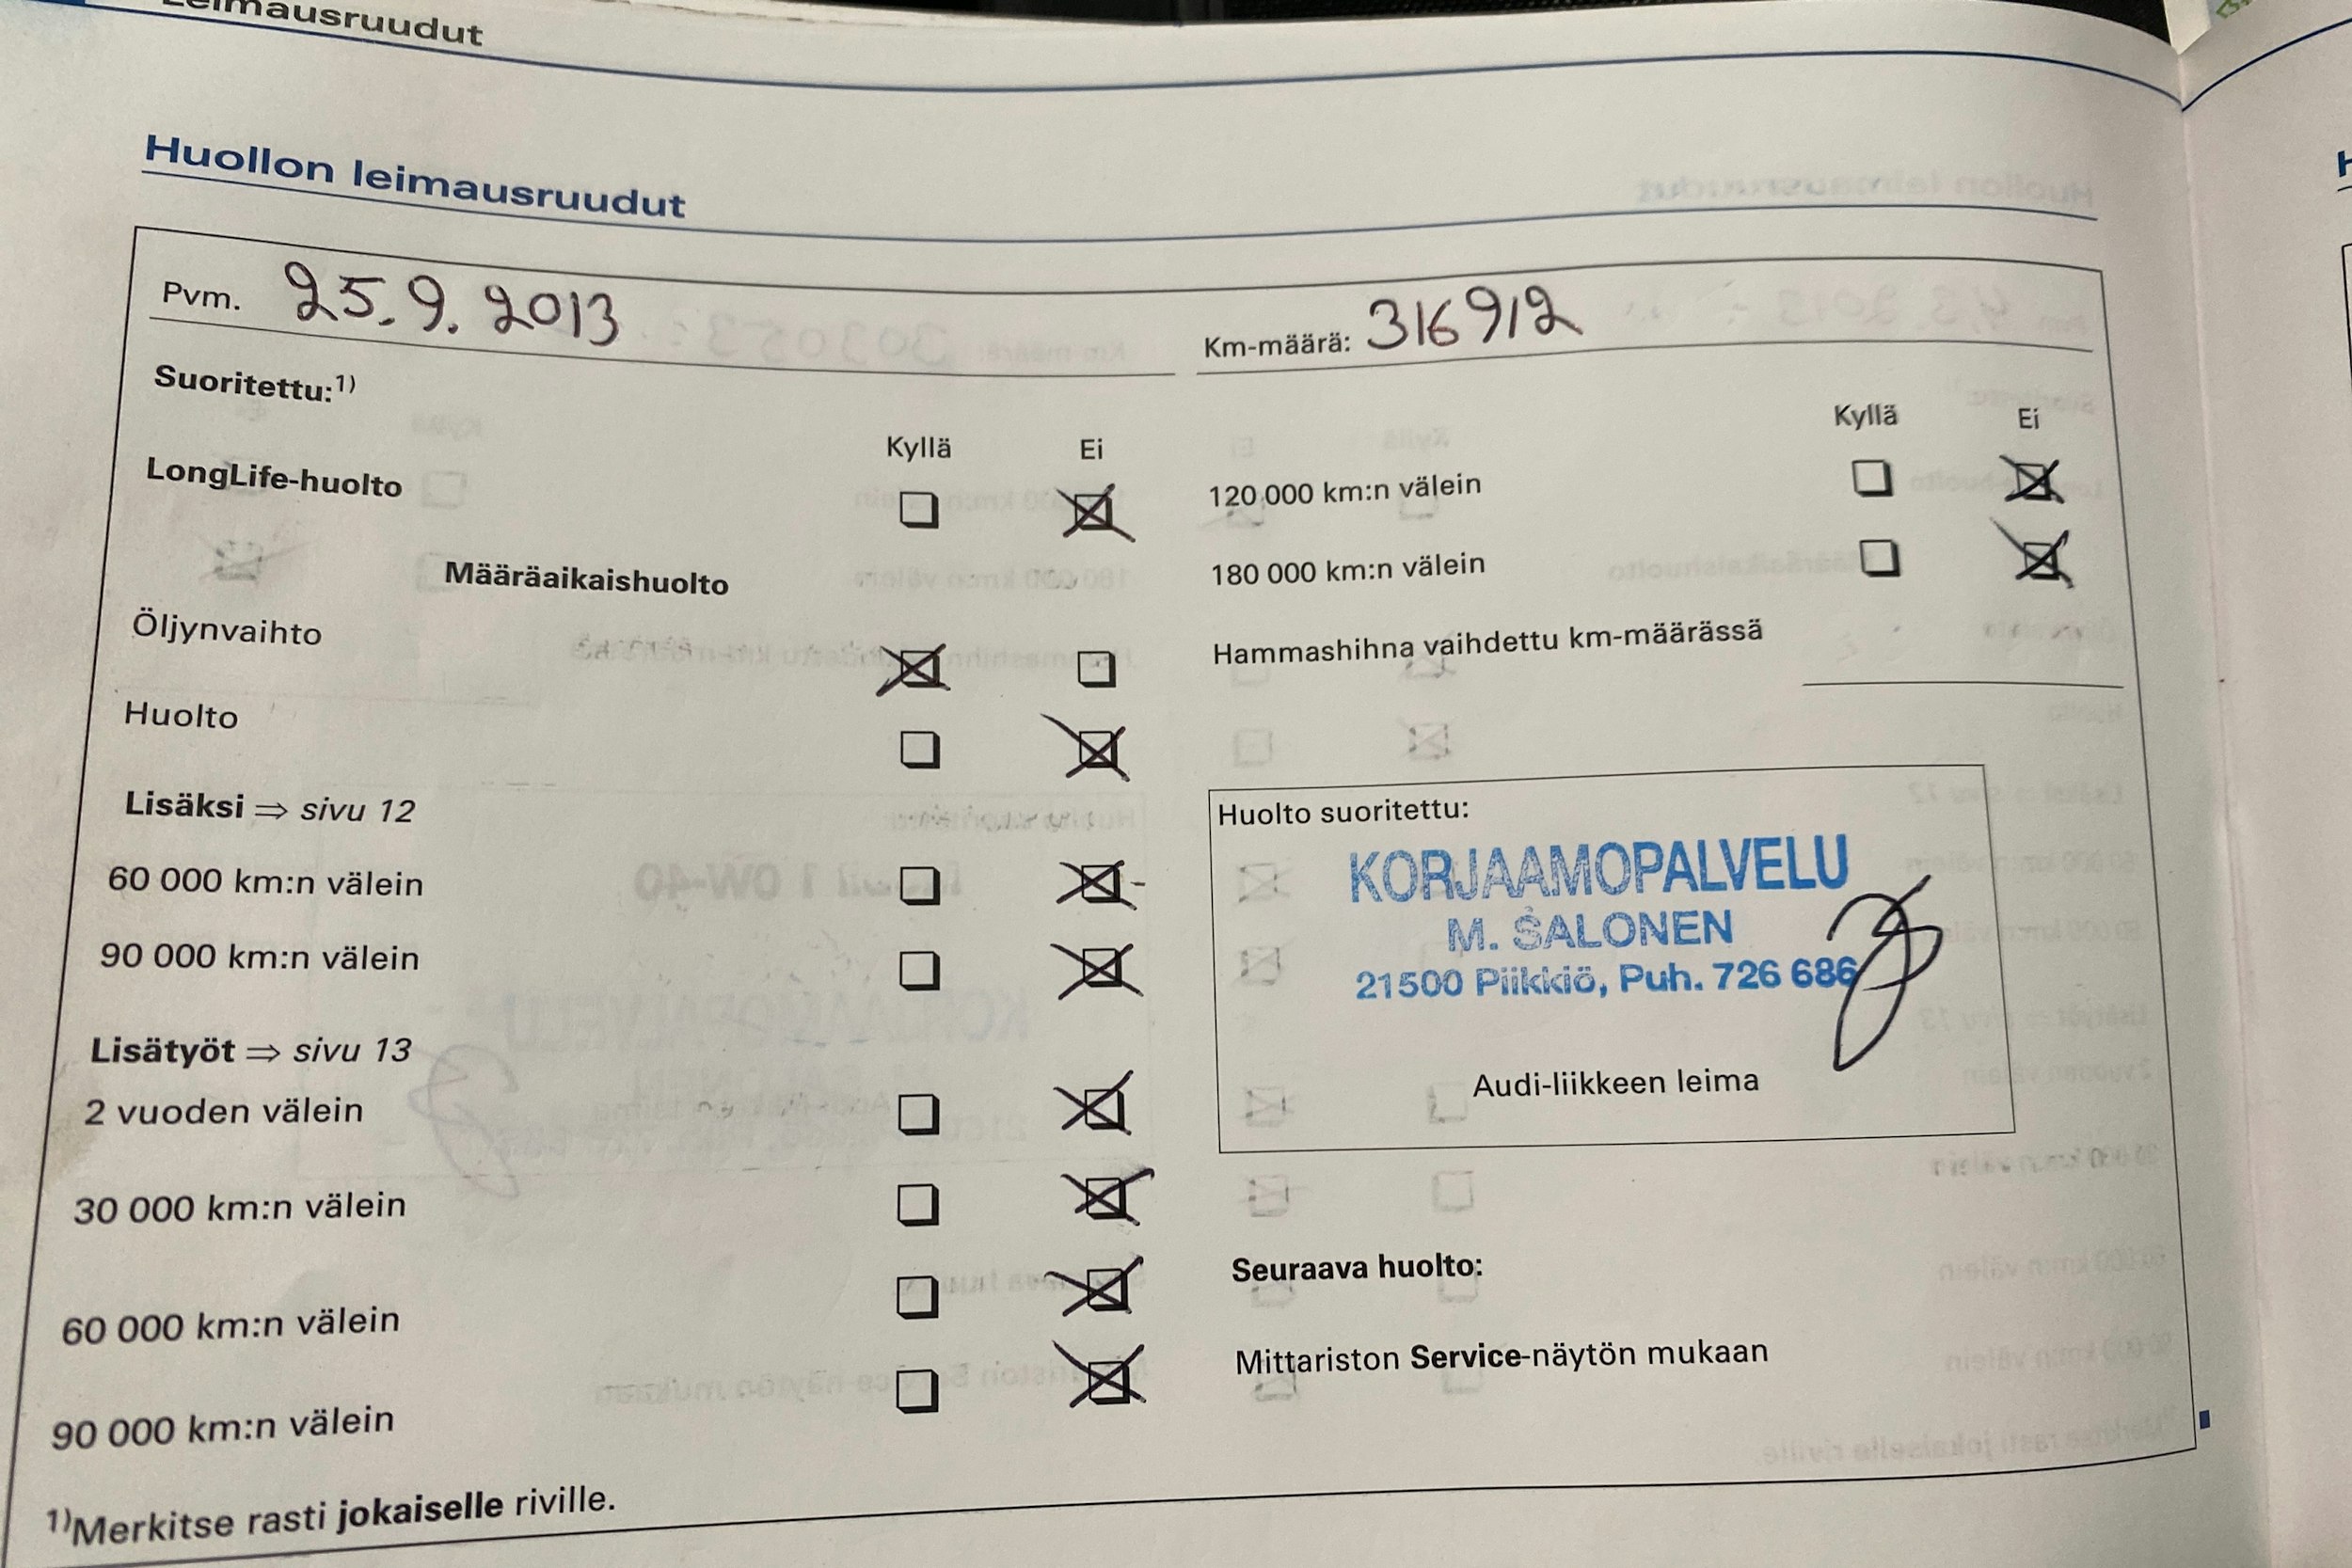 leimausruudut
Huollon leimausruudut
Pvm. 25.9.2013
Km-määrä: 316912
Suoritettu:1)
Kyllä Ei
LongLife-huolto
Määräaikaishuolto
Öljynvaihto
Huolto
Lisäksi ⇒ sivu 12
60 000 km:n välein
90 000 km:n välein
Lisätyöt ⇒ sivu 13
2 vuoden välein
30 000 km:n välein
60 000 km:n välein
90 000 km:n välein
1)Merkitse rasti jokaiselle riville.
Kyllä Ei
120 000 km:n välein
180 000 km:n välein
Hammashihna vaihdettu km-määrässä
Huolto suoritettu:
KORJAAMOPALVELU
M. SALONEN
21500 Piikkiö, Puh. 726 686
Audi-liikkeen leima
Seuraava huolto:
Mittariston Service-näytön mukaan